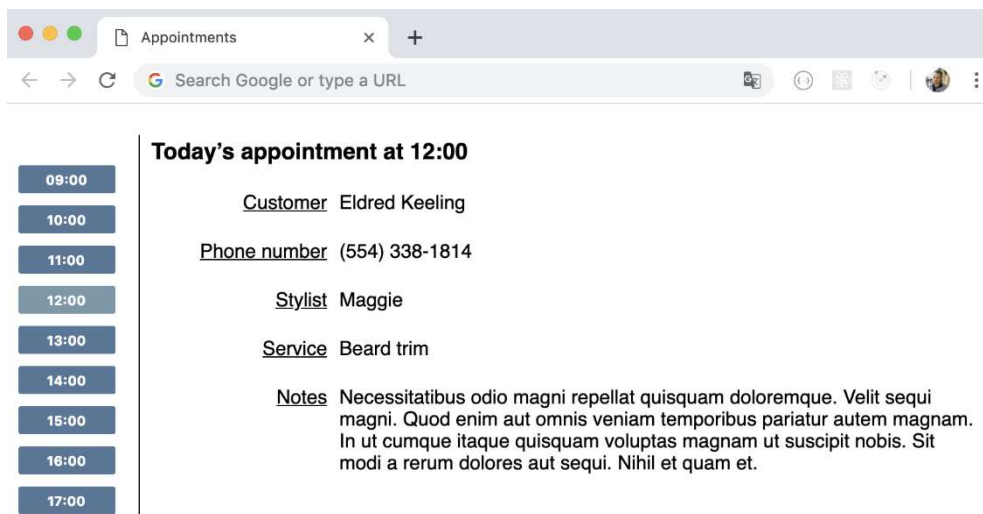 Appointments
Search Google or type a URL
Today's appointment at 12:00
09:00
10:00
11:00
12:00
13:00
14:00
15:00
16:00
17:00
Customer Eldred Keeling
Phone number (554) 338-1814
Stylist Maggie
Service Beard trim
Notes Necessitatibus odio magni repellat quisquam doloremque. Velit sequi
magni. Quod enim aut omnis veniam temporibus pariatur autem magnam.
In ut cumque itaque quisquam voluptas magnam ut suscipit nobis. Sit
modi a rerum dolores aut sequi. Nihil et quam et.